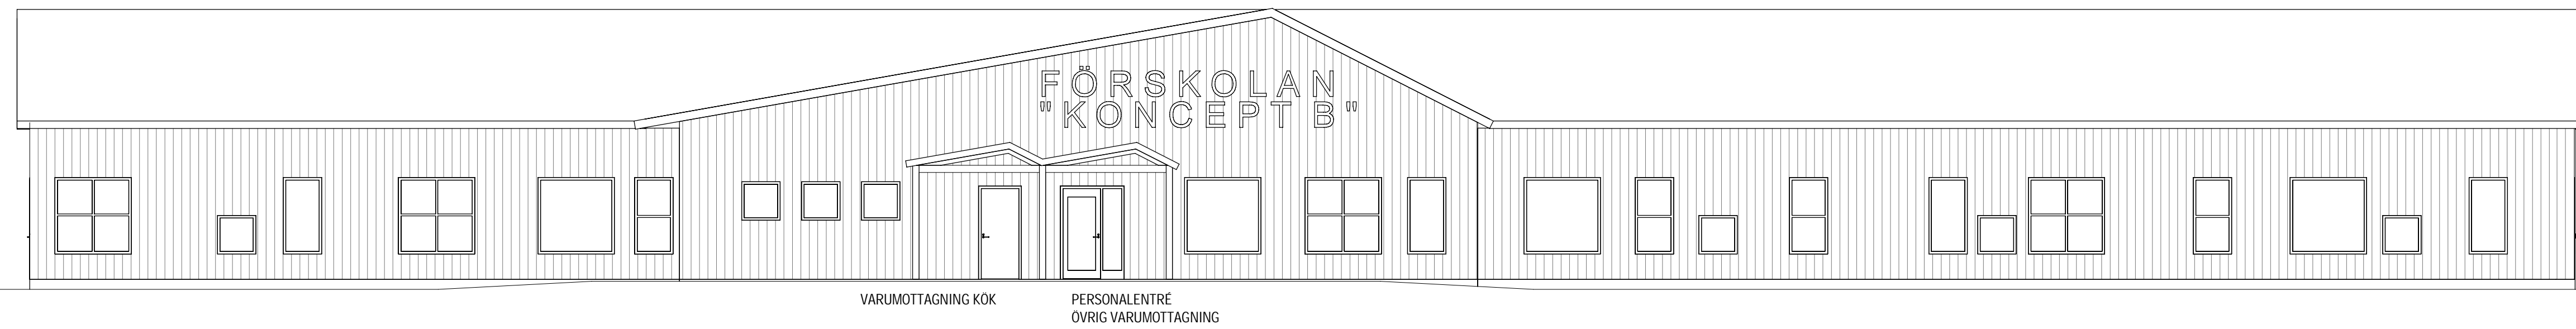 FÖRSKOLAN
"KONCEPT B"
VARUMOTTAGNING KÖK
PERSONALENTRÉ
ÖVRIG VARUMOTTAGNING